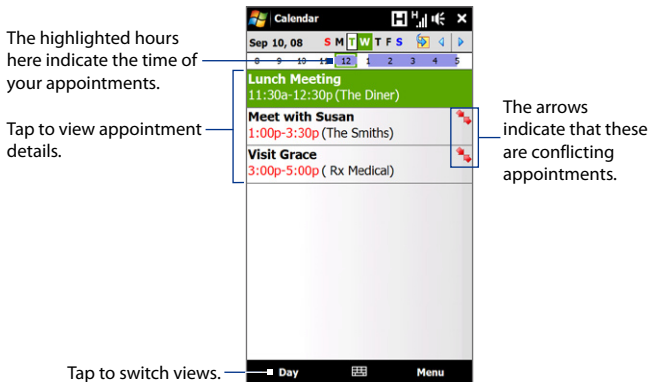 Calendar
H H
Sep 10, 08 S M T W T F S
8 9 10 11 12 1 2 3 4 5
The highlighted hours
here indicate the time of
your appointments.
Lunch Meeting
11:30a-12:30p (The Diner)
Meet with Susan
1:00p-3:30p (The Smiths)
Visit Grace
3:00p-5:00p ( Rx Medical)
Tap to view appointment
details.
The arrows
indicate that these
are conflicting
appointments.
Tap to switch views.
Day Menu